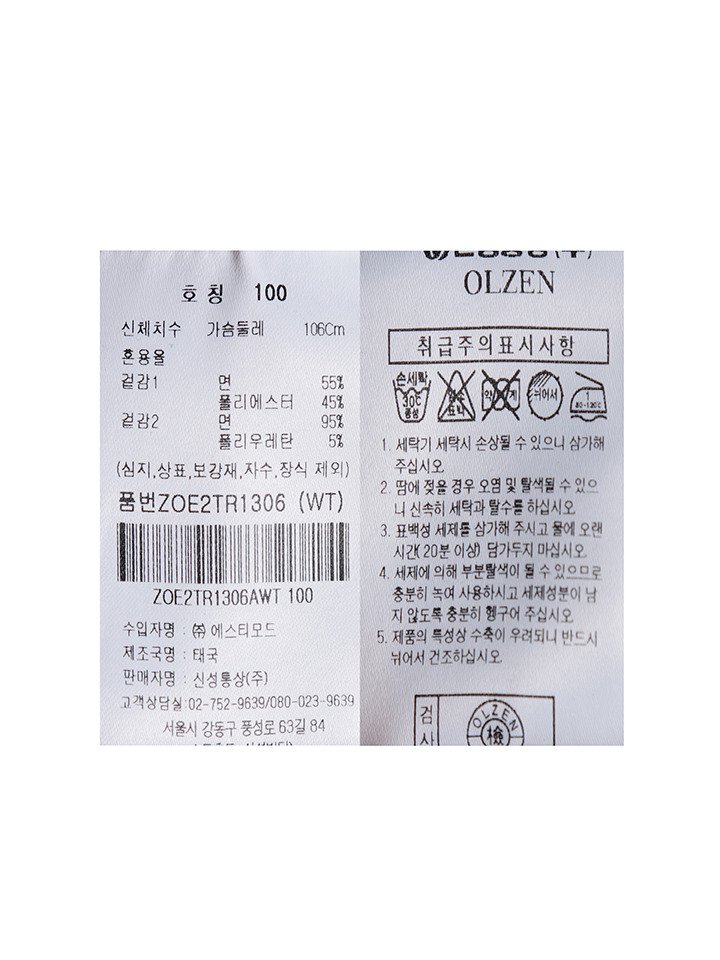 호 칭 100
신체치수 가슴둘레 106Cm
혼용율
겉감1 면 55%
폴리에스터 45%
겉감2 면 95%
폴리우레탄 5%
(심지,상표,보강재,자수,장식 제외)
품번ZOE2TR1306 (WT)
ZOE2TR1306AWT 100
수입자명 : ㈜ 에스티모드
제조국명 : 태국
판매자명 : 신성통상(주)
고객상담실:02-752-9639/080-023-9639
서울시 강동구 풍성로 63길 84
OLZEN
취급주의표시사항
손세탁 30℃ 중성
염소 표백
뉘어서
1 80-120℃
1. 세탁기 세탁시 손상될 수 있으니 삼가해
주십시오.
2. 땀에 젖을 경우 오염 및 탈색될 수 있으
니 신속히 세탁과 탈수를 하십시오.
3. 표백성 세제를 삼가해 주시고 물에 오랜
시간(20분 이상) 담가두지 마십시오.
4. 세제에 의해 부분탈색이 될 수 있으므로
충분히 녹여 사용하시고 세제성분이 남
지 않도록 충분히 헹구어 주십시오.
5. 제품의 특성상 수축이 우려되니 반드시
뉘어서 건조하십시오.
검
사
OLZEN
檢